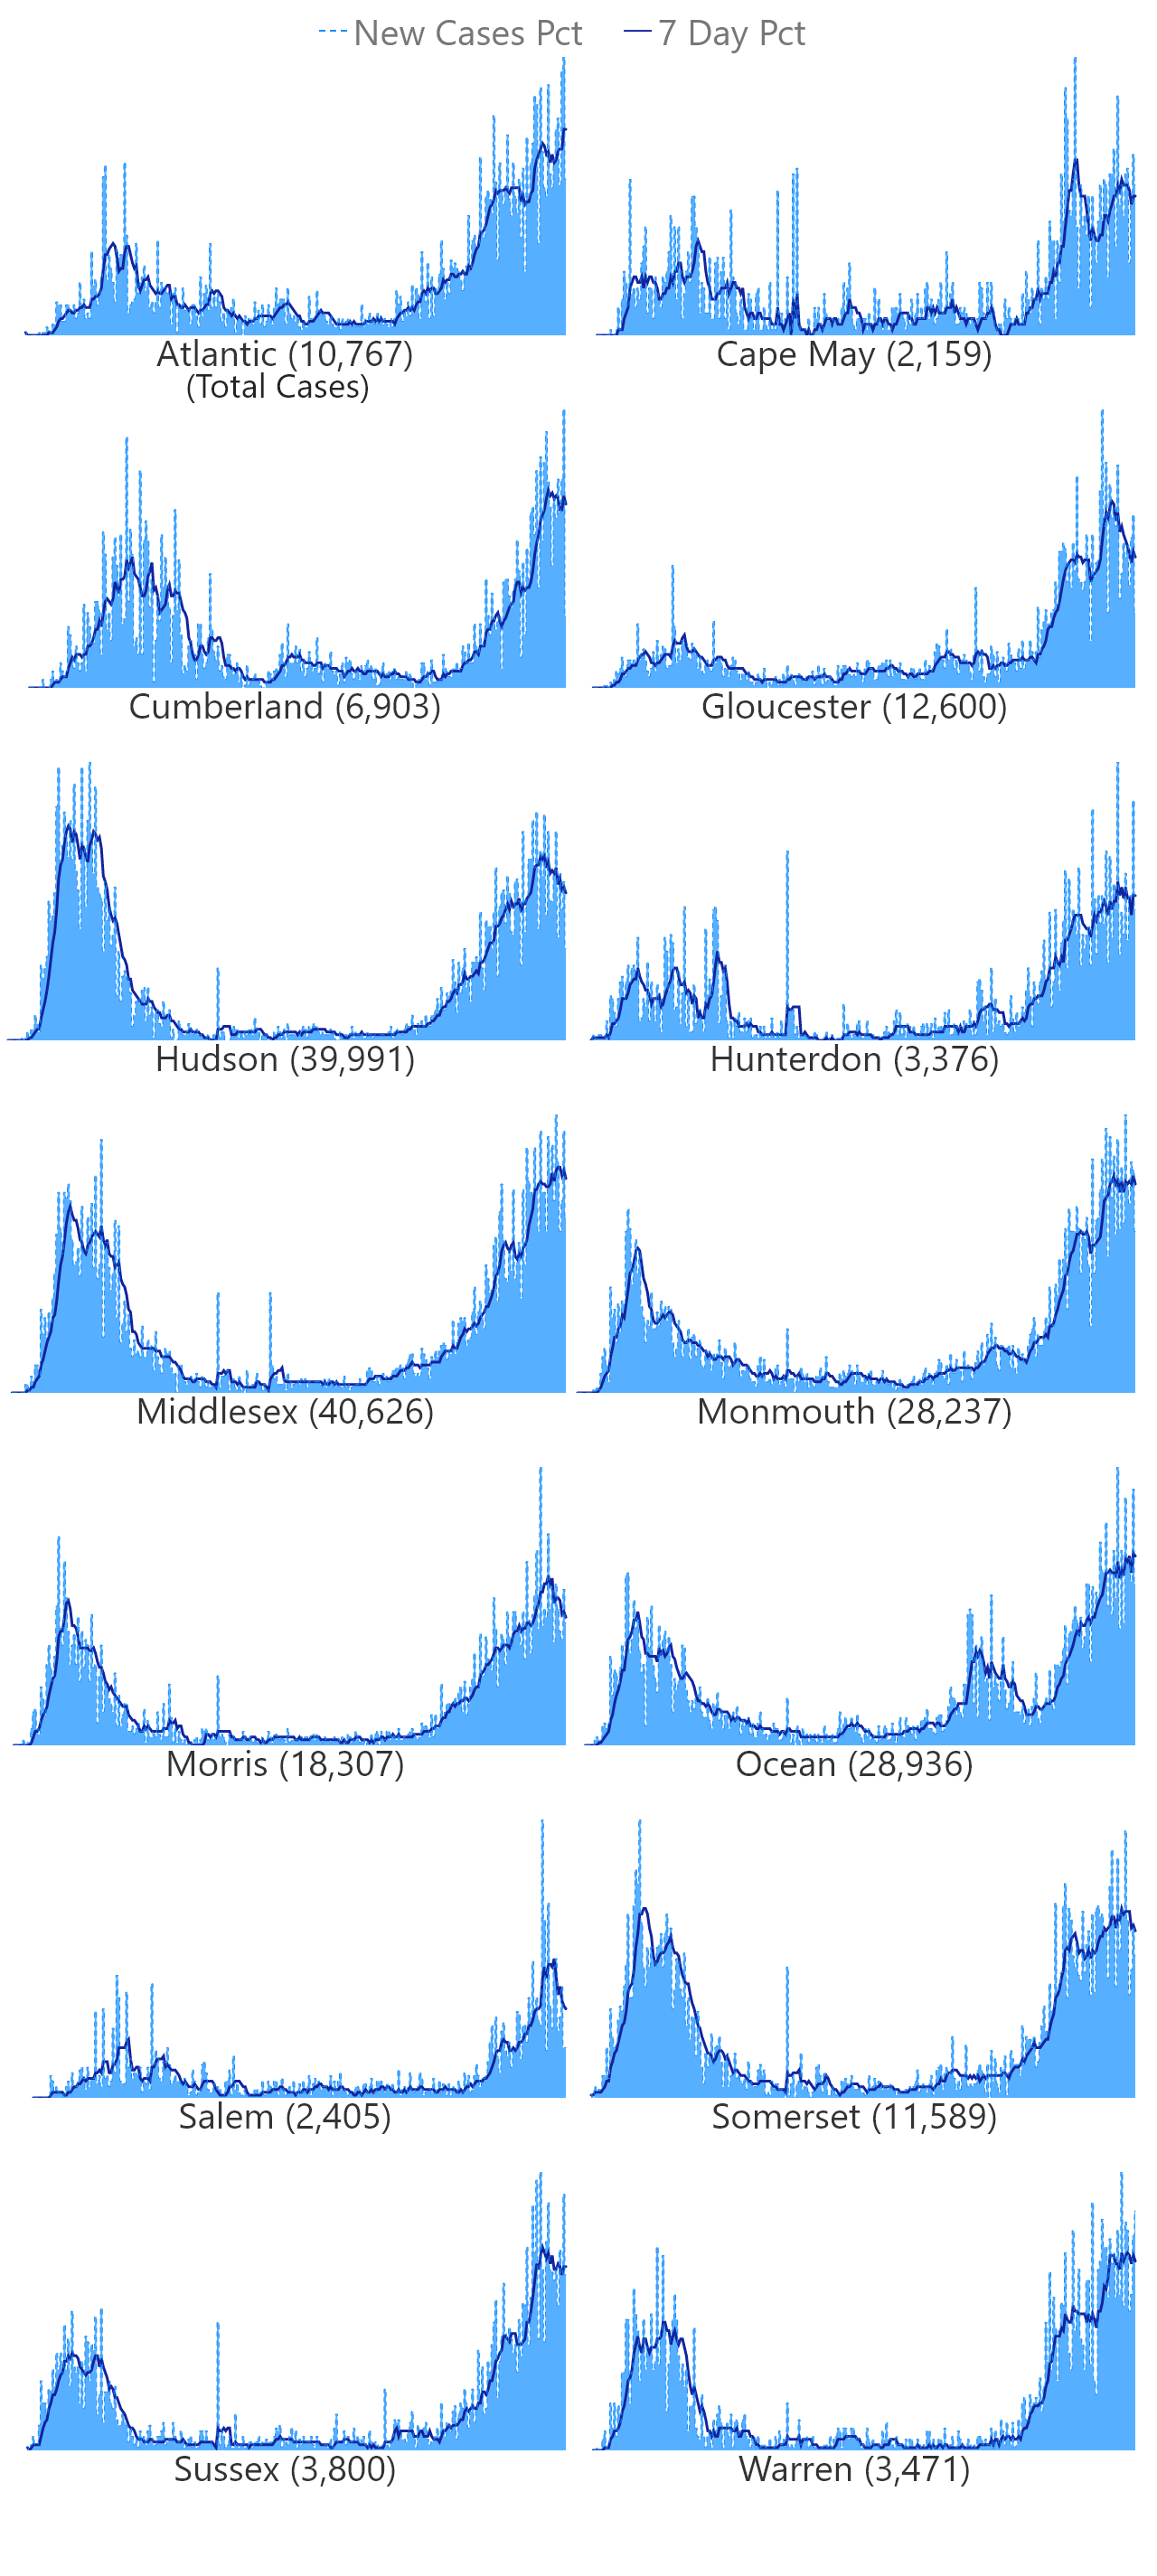 New Cases Pct 7 Day Pct
Atlantic (10,767) Cape May (2,159)
(Total Cases)
Cumberland (6,903) Gloucester (12,600)
Hudson (39,991) Hunterdon (3,376)
Middlesex (40,626) Monmouth (28,237)
Morris (18,307) Ocean (28,936)
Salem (2,405) Somerset (11,589)
Sussex (3,800) Warren (3,471)